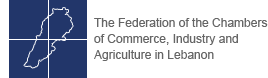 The Federation of the Chambers
of Commerce, Industry and
Agriculture in Lebanon